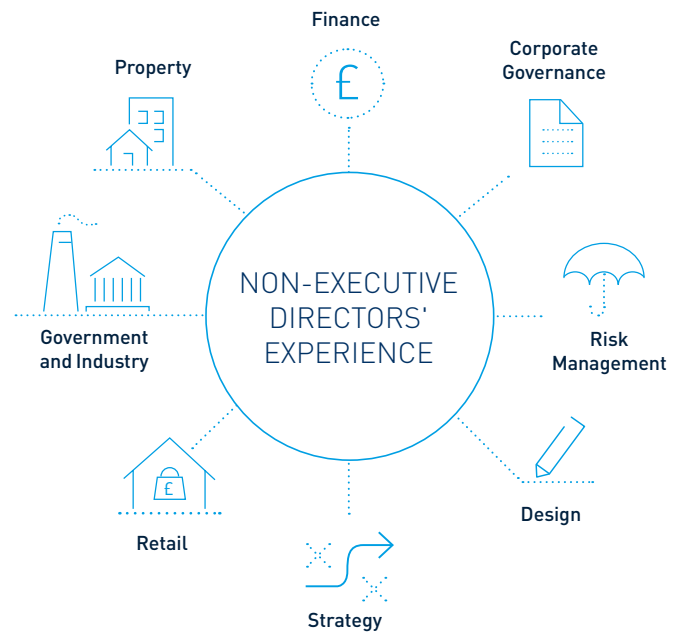 Finance
£
Corporate
Governance
Property
NON-EXECUTIVE
DIRECTORS'
EXPERIENCE
Government
and Industry
Risk
Management
£
Retail
Design
Strategy